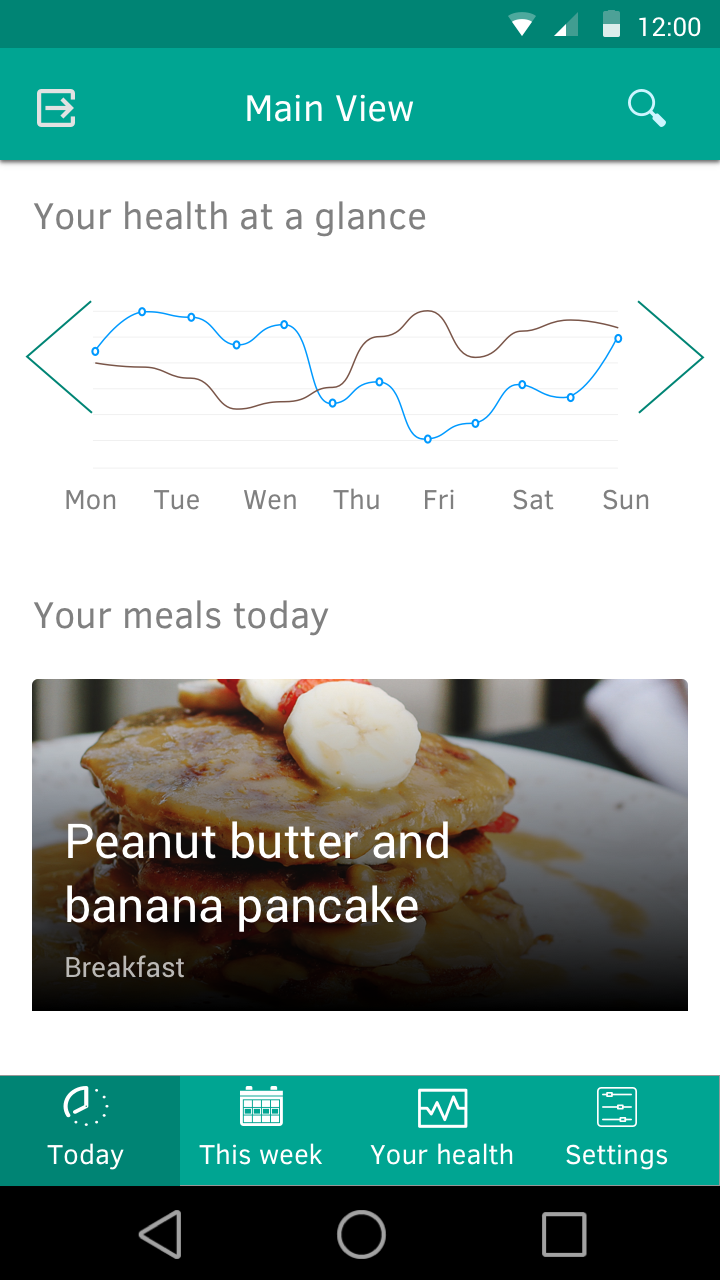 12:00
Main View
Your health at a glance
Mon Tue Wen Thu Fri Sat Sun
Your meals today
Peanut butter and
banana pancake
Breakfast
Today This week Your health Settings